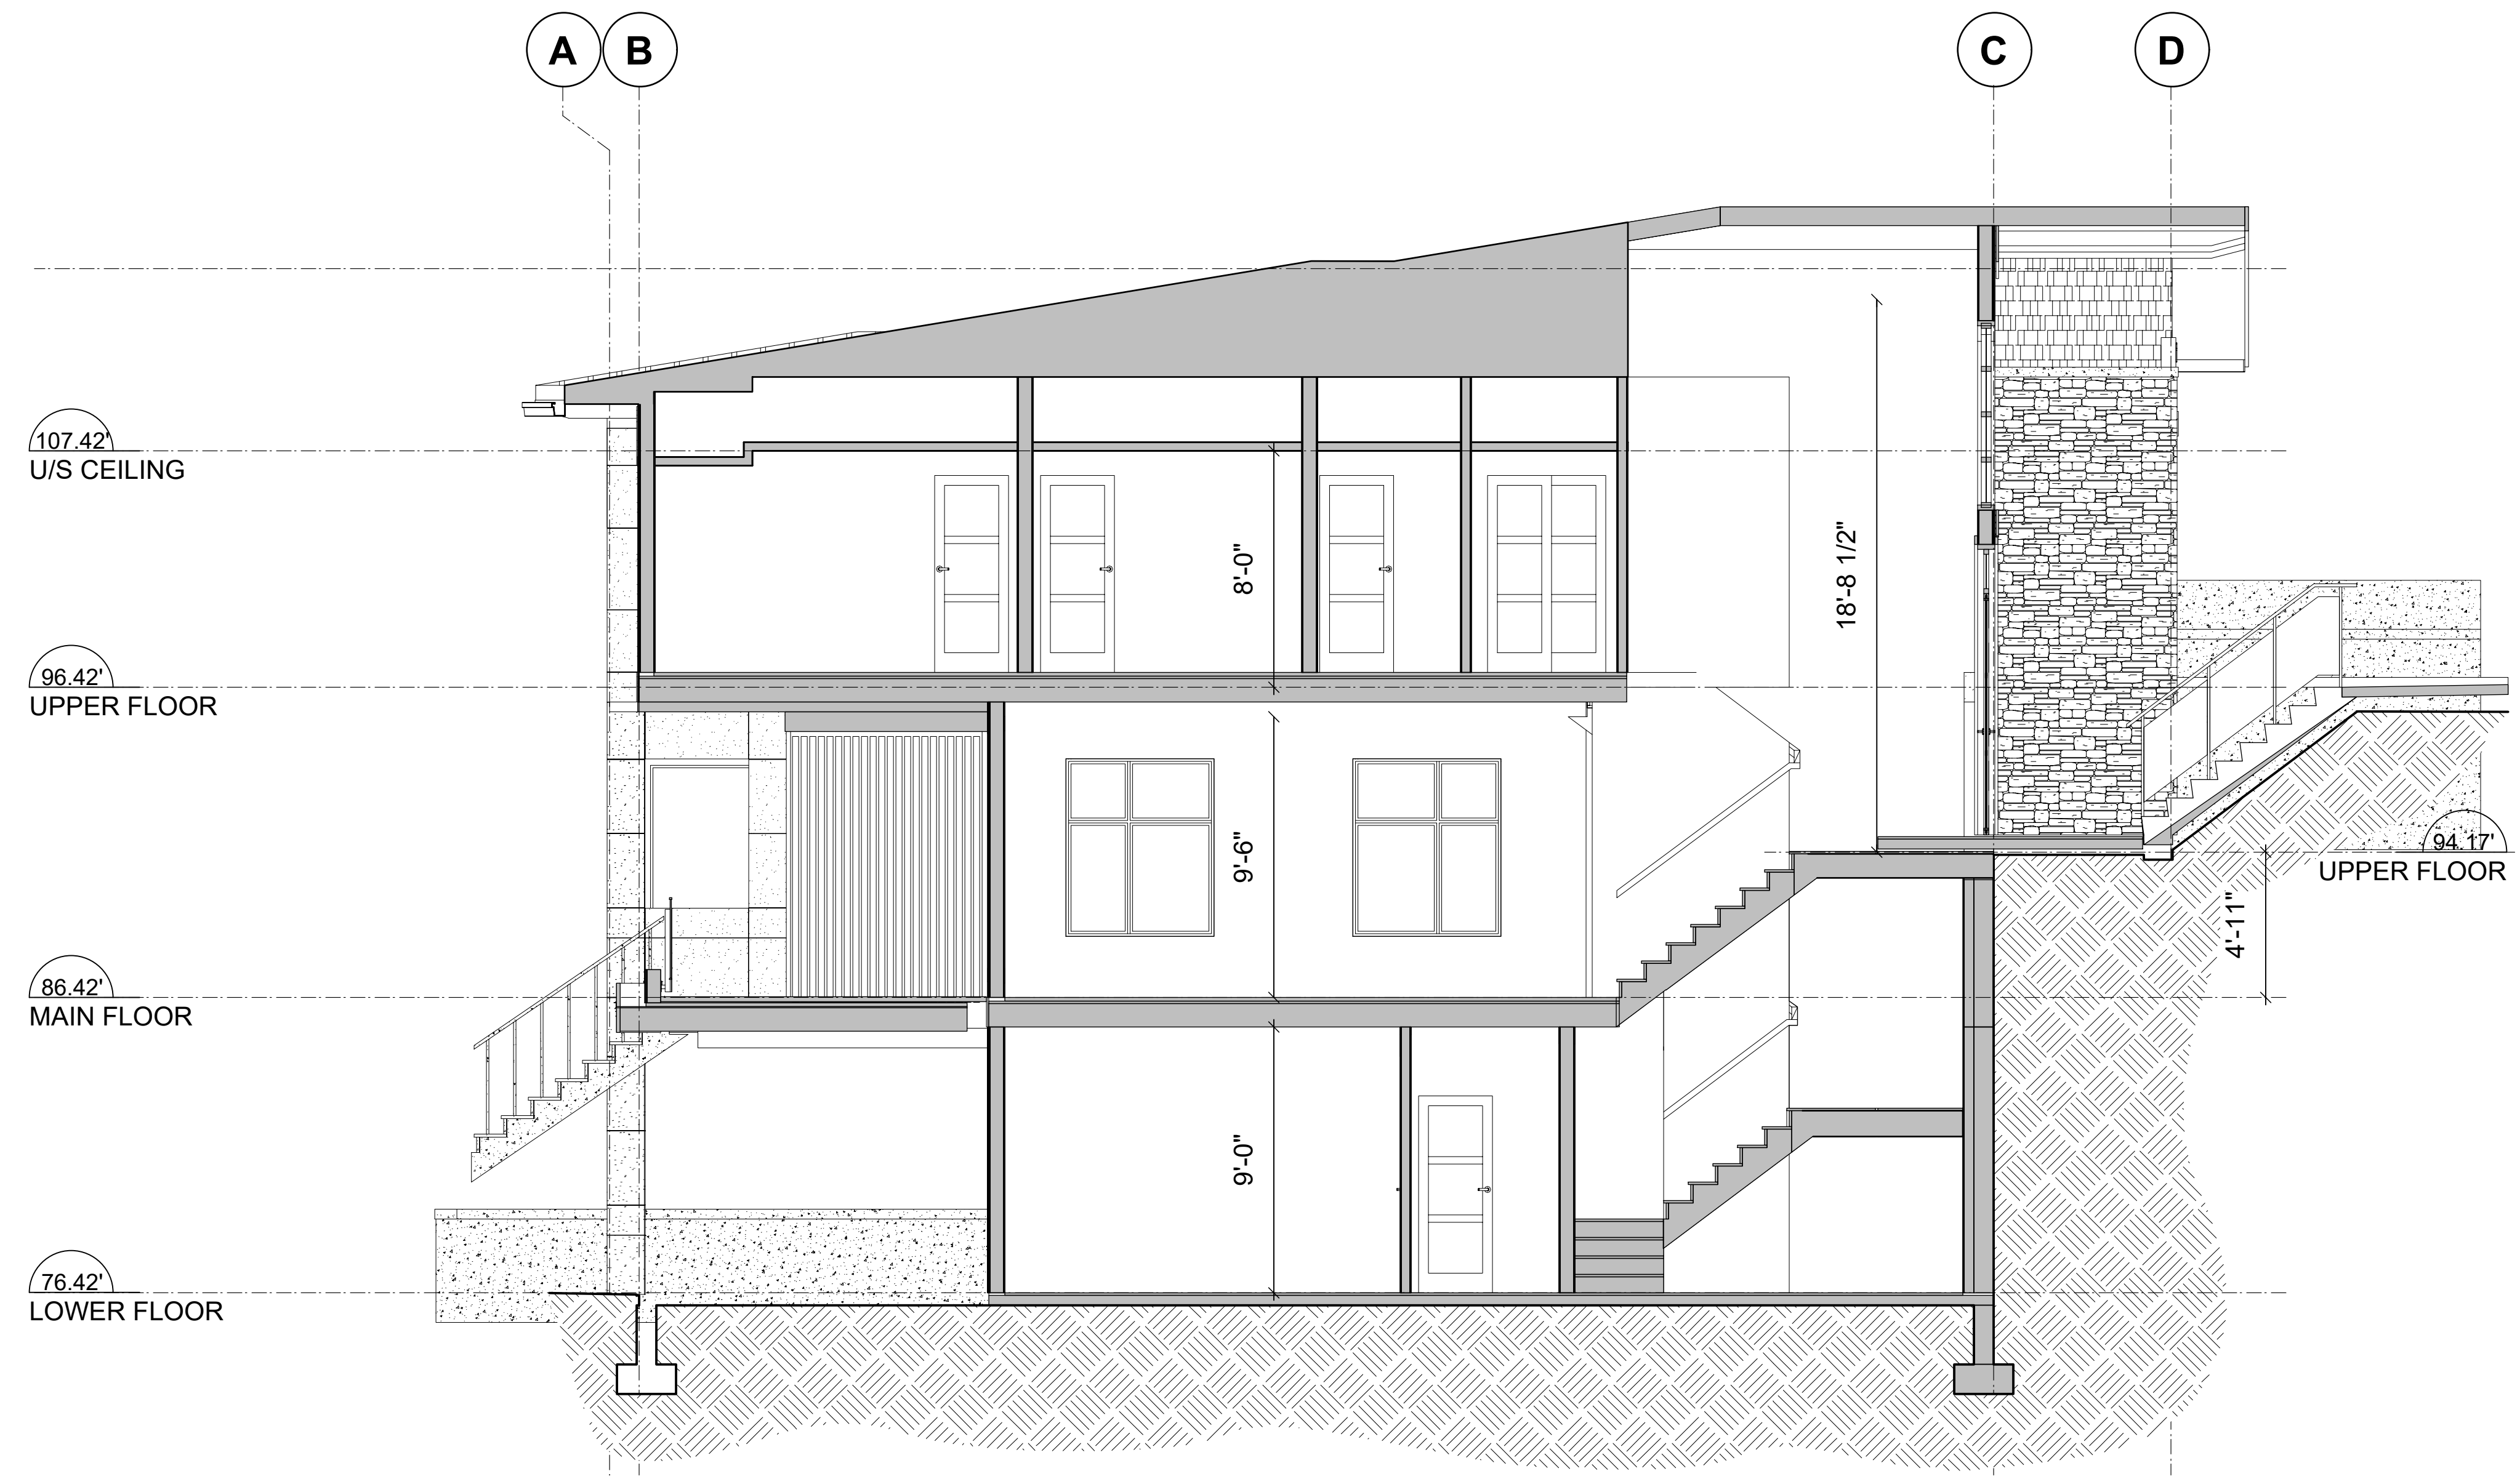 A B C D
107.42'
U/S CEILING
8'-0"
18'-8 1/2"
96.42'
UPPER FLOOR
9'-6"
94.17'
UPPER FLOOR
4'-11"
86.42'
MAIN FLOOR
9'-0"
76.42'
LOWER FLOOR